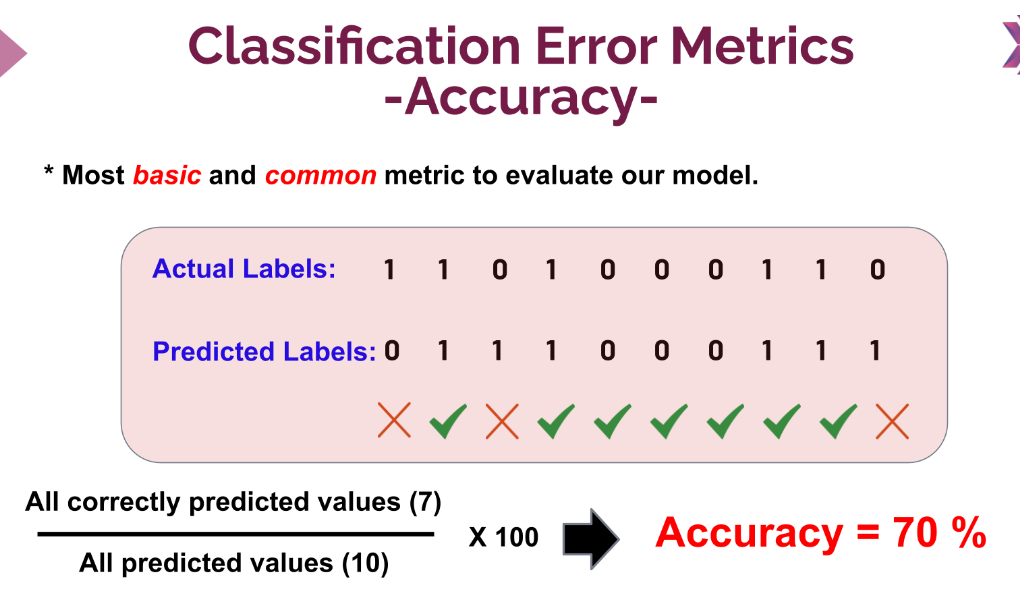 Classification Error Metrics
-Accuracy-
* Most basic and common metric to evaluate our model.
Actual Labels: 1 1 0 1 0 0 0 1 1 0
Predicted Labels: 0 1 1 1 0 0 0 1 1 1
All correctly predicted values (7)
All predicted values (10)
X 100
Accuracy = 70 %